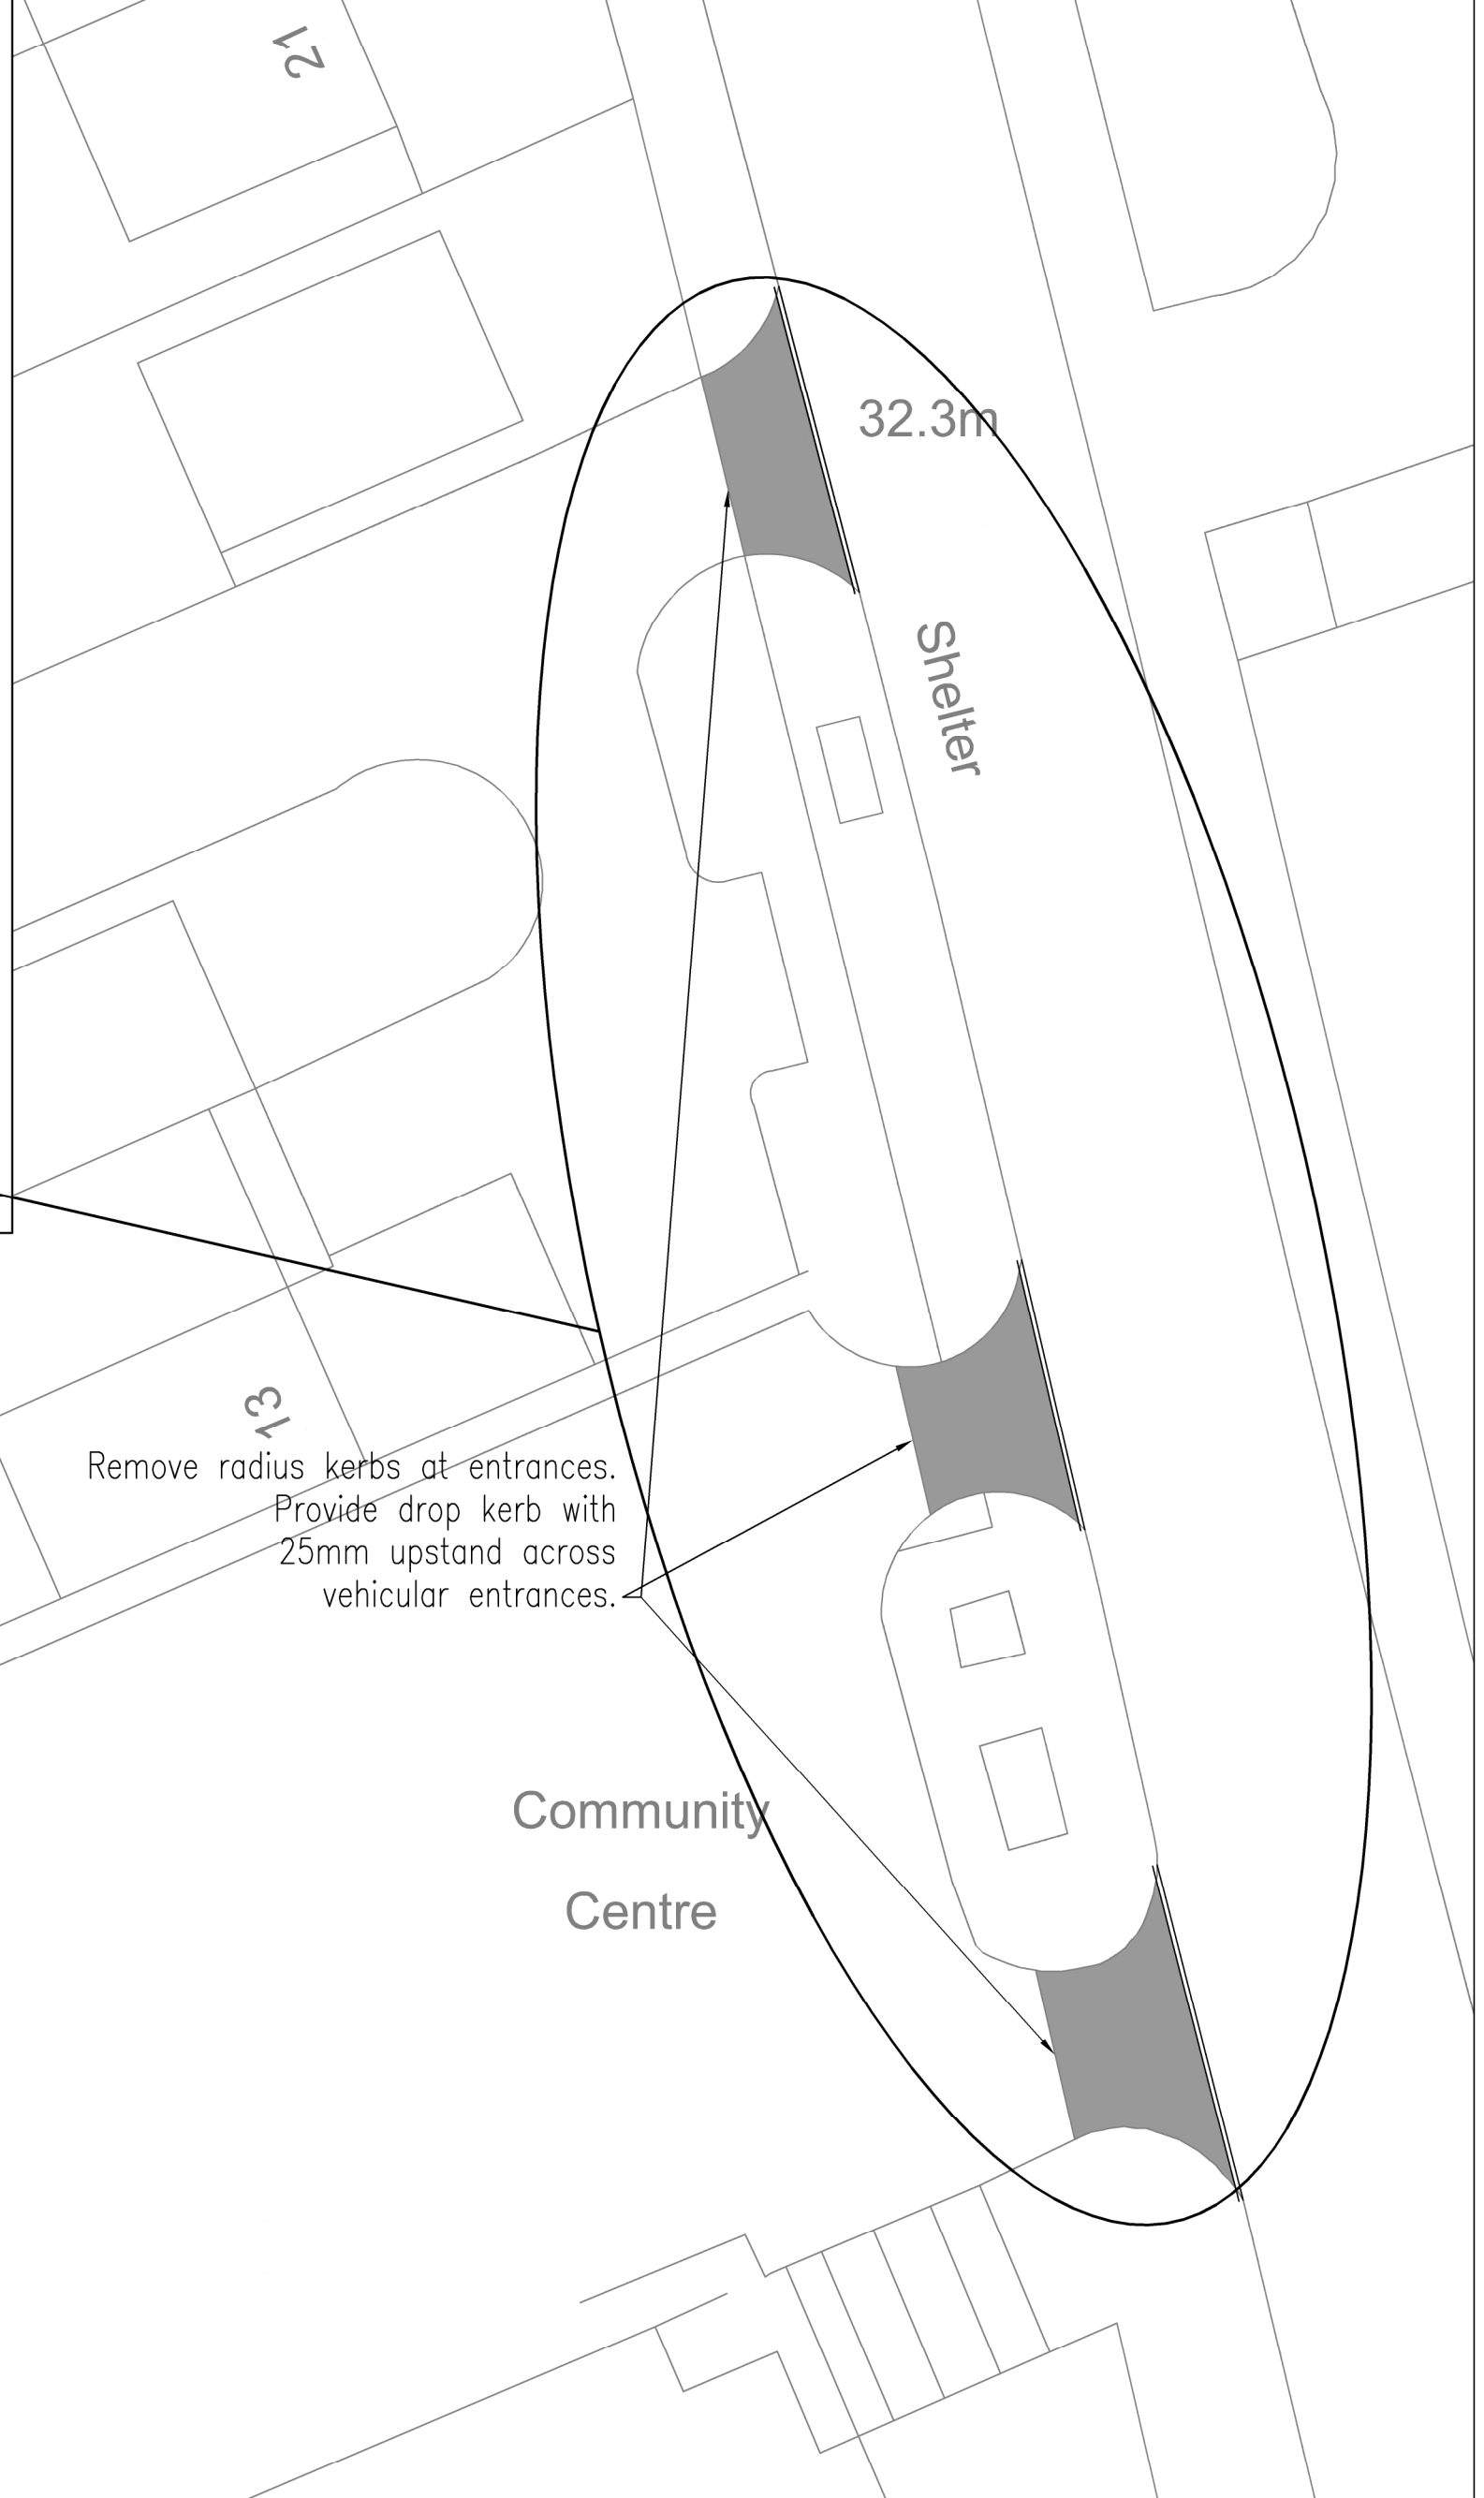 21
32.3m
Shelter
13
Remove radius kerbs at entrances.
Provide drop kerb with
25mm upstand across
vehicular entrances.
Community
Centre